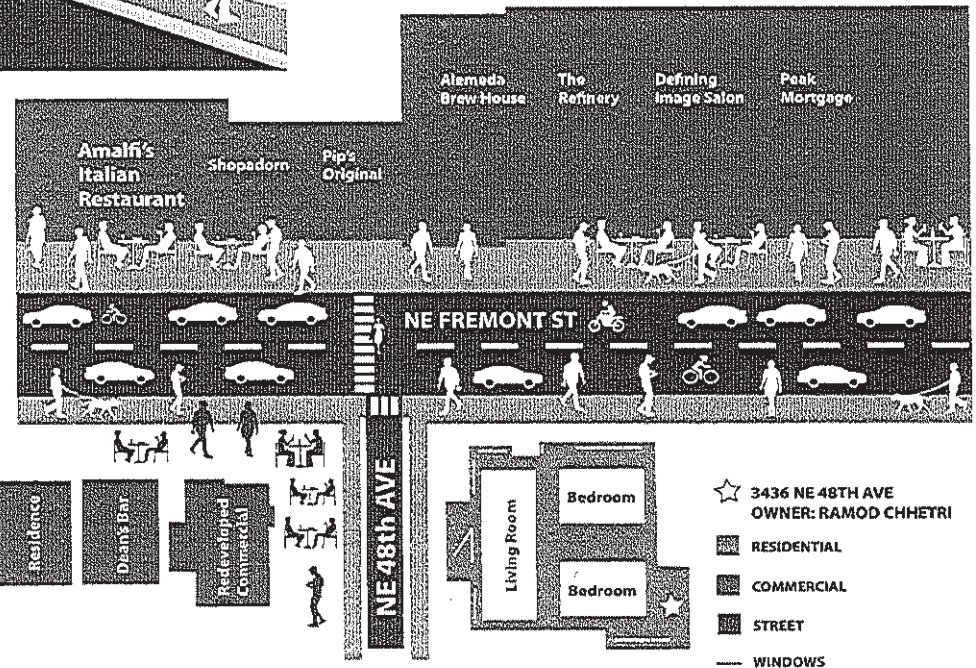 Alameda
Brew House
The
Refinery
Defining
Image Salon
Peak
Mortgage
Amalfi's
Italian
Restaurant
Shopadorn
Pip's
Original
NE FREMONT ST
NE 48th AVE
Residence
Dean's Bar
Redeveloped
Commercial
Living Room
Bedroom
Bedroom
3436 NE 48TH AVE
OWNER: RAMOD CHHETRI
RESIDENTIAL
COMMERCIAL
STREET
WINDOWS